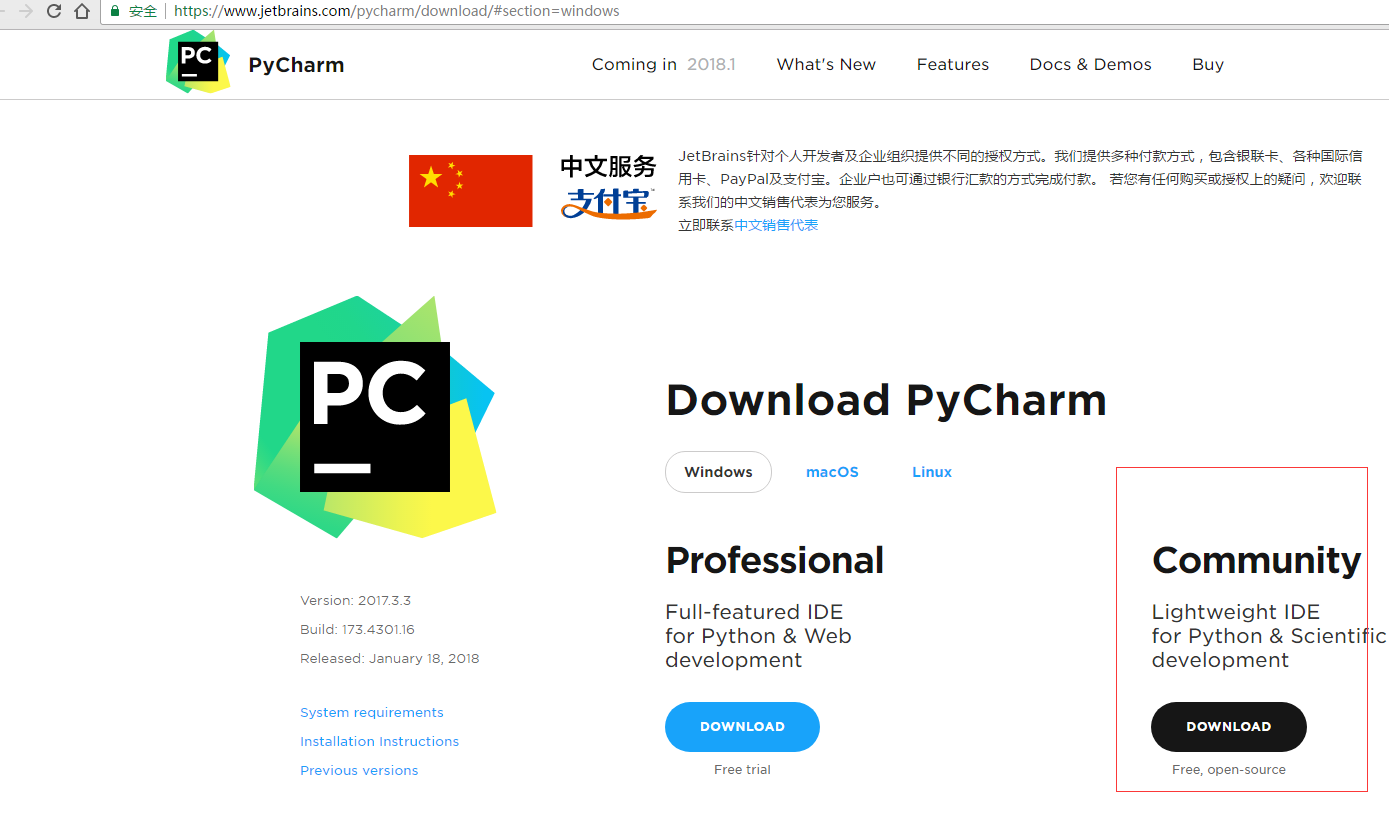 安全 https://www.jetbrains.com/pycharm/download/#section=windows
PC PyCharm Coming in 2018.1 What's New Features Docs & Demos Buy
中文服务
支付宝
JetBrains针对个人开发者及企业组织提供不同的授权方式。我们提供多种付款方式，包含银联卡、各种国际信
用卡、PayPal及支付宝。企业户也可通过银行汇款的方式完成付款。 若您有任何购买或授权上的疑问，欢迎联
系我们的中文销售代表为您服务。
立即联系中文销售代表
PC
Version: 2017.3.3
Build: 173.4301.16
Released: January 18, 2018
System requirements
Installation Instructions
Previous versions
Download PyCharm
Windows macOS Linux
Professional
Full-featured IDE
for Python & Web
development
DOWNLOAD
Free trial
Community
Lightweight IDE
for Python & Scientific
development
DOWNLOAD
Free, open-source